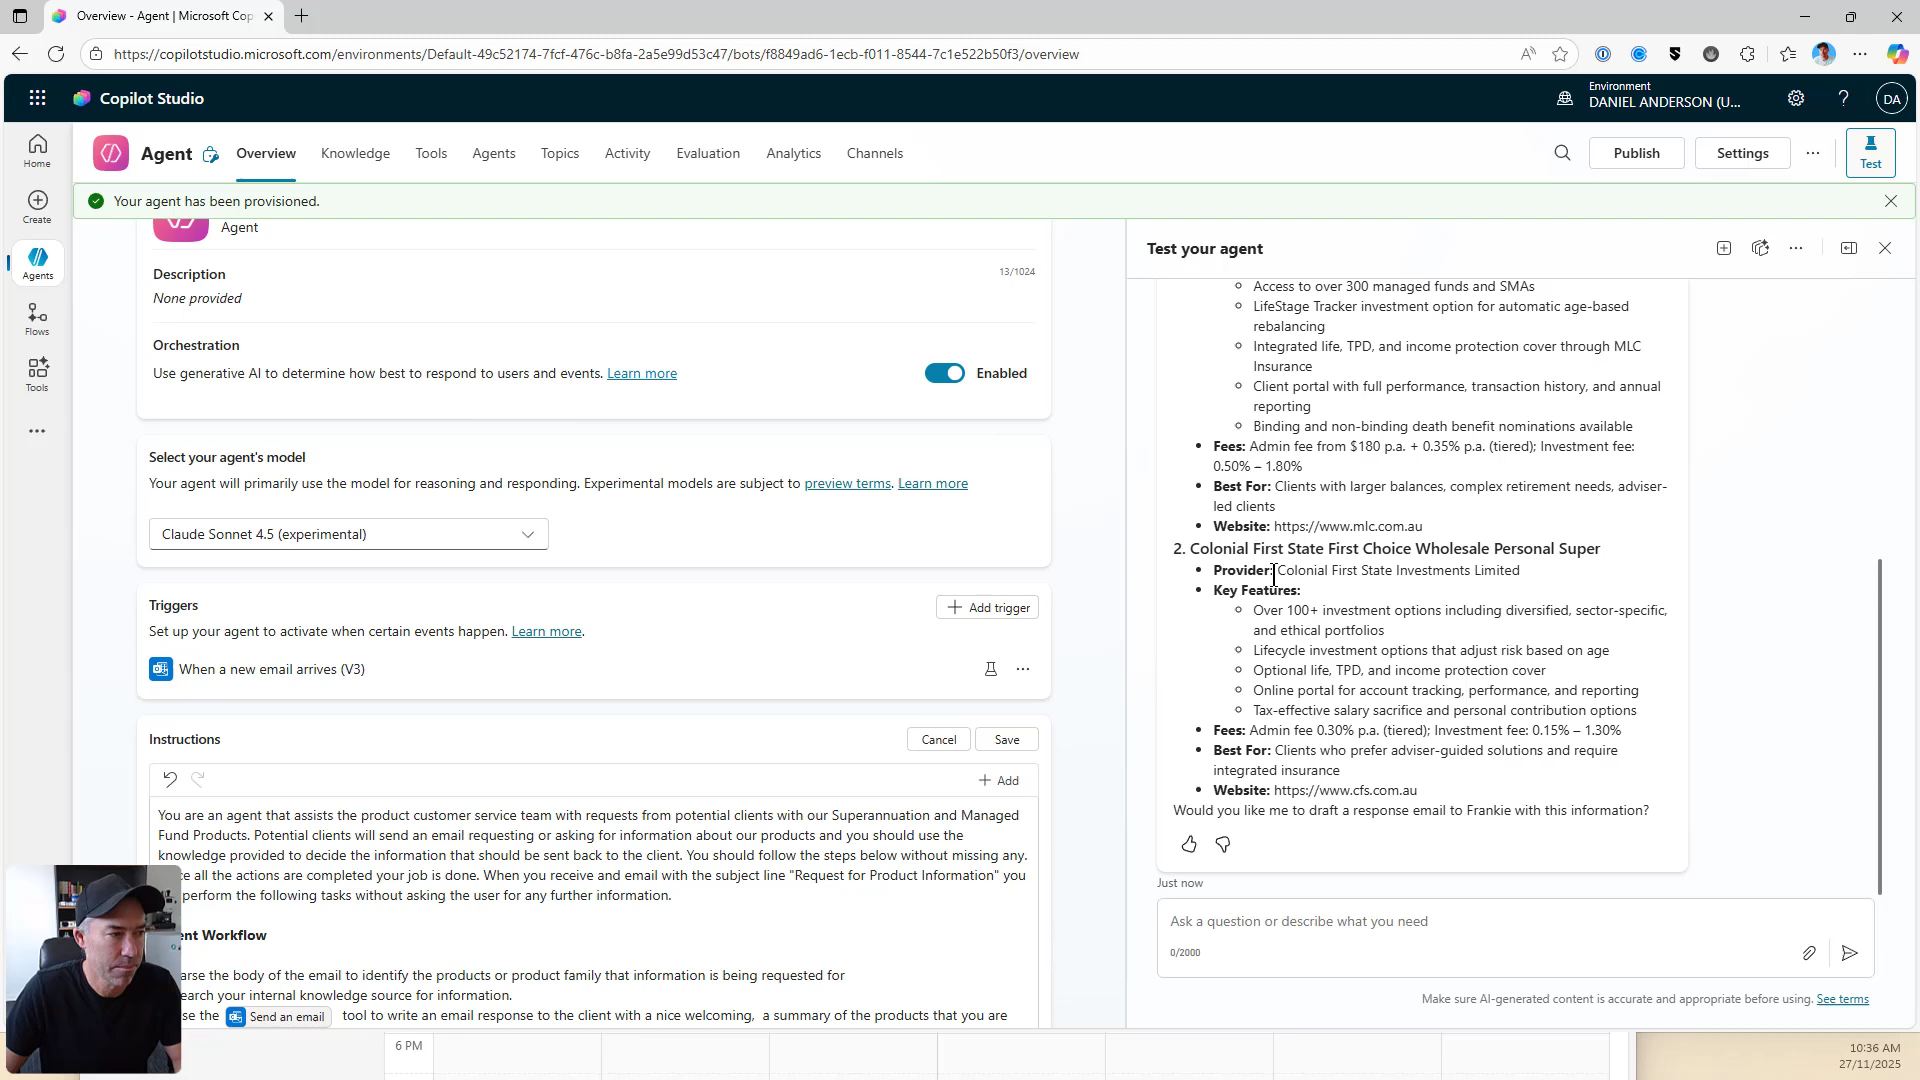 Overview - Agent | Microsoft Cop
https://copilotstudio.microsoft.com/environments/Default-49c52174-7fcf-476c-b8fa-2a5e99d53c47/bots/f8849ad6-1ecb-f011-8544-7c1e522b50f3/overview
Copilot Studio
Environment
DANIEL ANDERSON (U...
DA
Home
Create
Agents
Flows
Tools
Agent
Overview
Knowledge
Tools
Agents
Topics
Activity
Evaluation
Analytics
Channels
Publish
Settings
Test
Your agent has been provisioned.
Agent
Description
13/1024
None provided
Orchestration
Use generative AI to determine how best to respond to users and events. Learn more
Enabled
Select your agent's model
Your agent will primarily use the model for reasoning and responding. Experimental models are subject to preview terms. Learn more
Claude Sonnet 4.5 (experimental)
Triggers
Add trigger
Set up your agent to activate when certain events happen. Learn more.
When a new email arrives (V3)
Instructions
Cancel
Save
Add
You are an agent that assists the product customer service team with requests from potential clients with our Superannuation and Managed
Fund Products. Potential clients will send an email requesting or asking for information about our products and you should use the
knowledge provided to decide the information that should be sent back to the client. You should follow the steps below without missing any.
all the actions are completed your job is done. When you receive and email with the subject line "Request for Product Information" you
perform the following tasks without asking the user for any further information.
ent Workflow
arse the body of the email to identify the products or product family that information is being requested for
earch your internal knowledge source for information.
se the Send an email tool to write an email response to the client with a nice welcoming, a summary of the products that you are
Test your agent
Access to over 300 managed funds and SMAs
LifeStage Tracker investment option for automatic age-based
rebalancing
Integrated life, TPD, and income protection cover through MLC
Insurance
Client portal with full performance, transaction history, and annual
reporting
Binding and non-binding death benefit nominations available
Fees: Admin fee from $180 p.a. + 0.35% p.a. (tiered); Investment fee:
0.50% – 1.80%
Best For: Clients with larger balances, complex retirement needs, adviser-
led clients
Website: https://www.mlc.com.au
2. Colonial First State First Choice Wholesale Personal Super
Provider: Colonial First State Investments Limited
Key Features:
Over 100+ investment options including diversified, sector-specific,
and ethical portfolios
Lifecycle investment options that adjust risk based on age
Optional life, TPD, and income protection cover
Online portal for account tracking, performance, and reporting
Tax-effective salary sacrifice and personal contribution options
Fees: Admin fee 0.30% p.a. (tiered); Investment fee: 0.15% – 1.30%
Best For: Clients who prefer adviser-guided solutions and require
integrated insurance
Website: https://www.cfs.com.au
Would you like me to draft a response email to Frankie with this information?
Just now
Ask a question or describe what you need
0/2000
Make sure AI-generated content is accurate and appropriate before using. See terms
6 PM
10:36 AM
27/11/2025